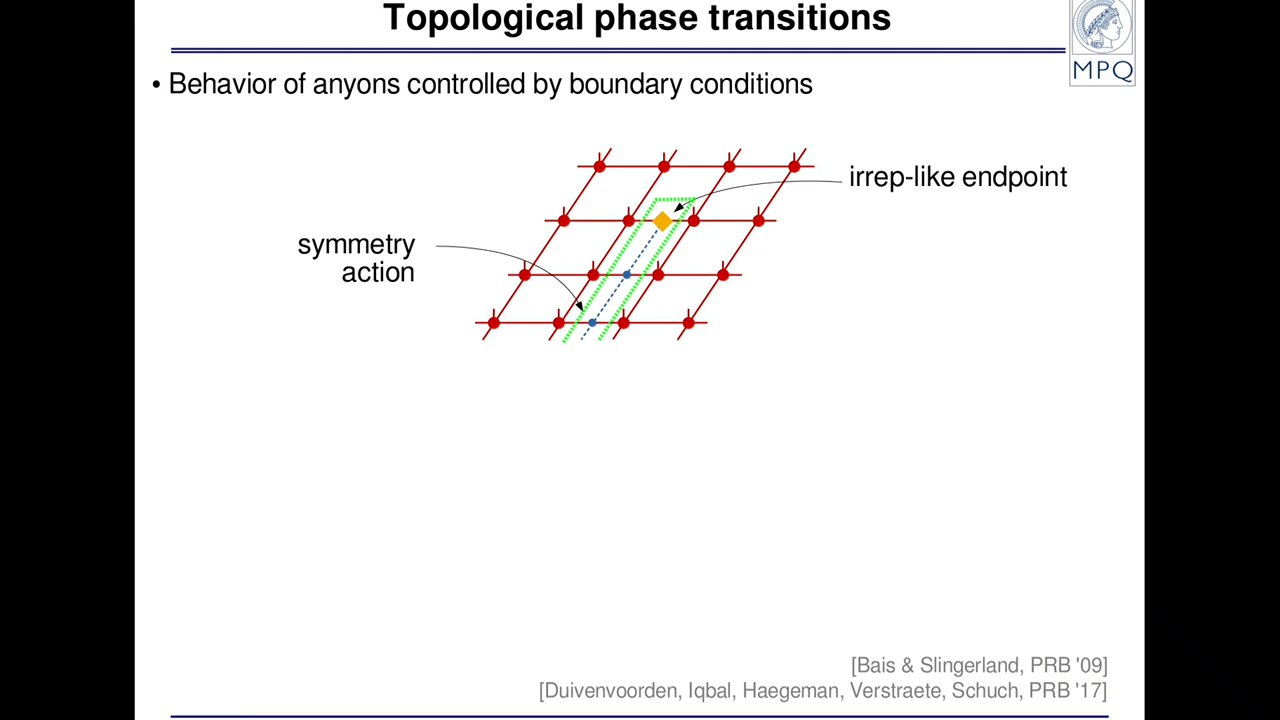 Topological phase transitions
MPQ
• Behavior of anyons controlled by boundary conditions
irrep-like endpoint
symmetry
action
[Bais & Slingerland, PRB '09]
[Duivenvoorden, Iqbal, Haegeman, Verstraete, Schuch, PRB '17]